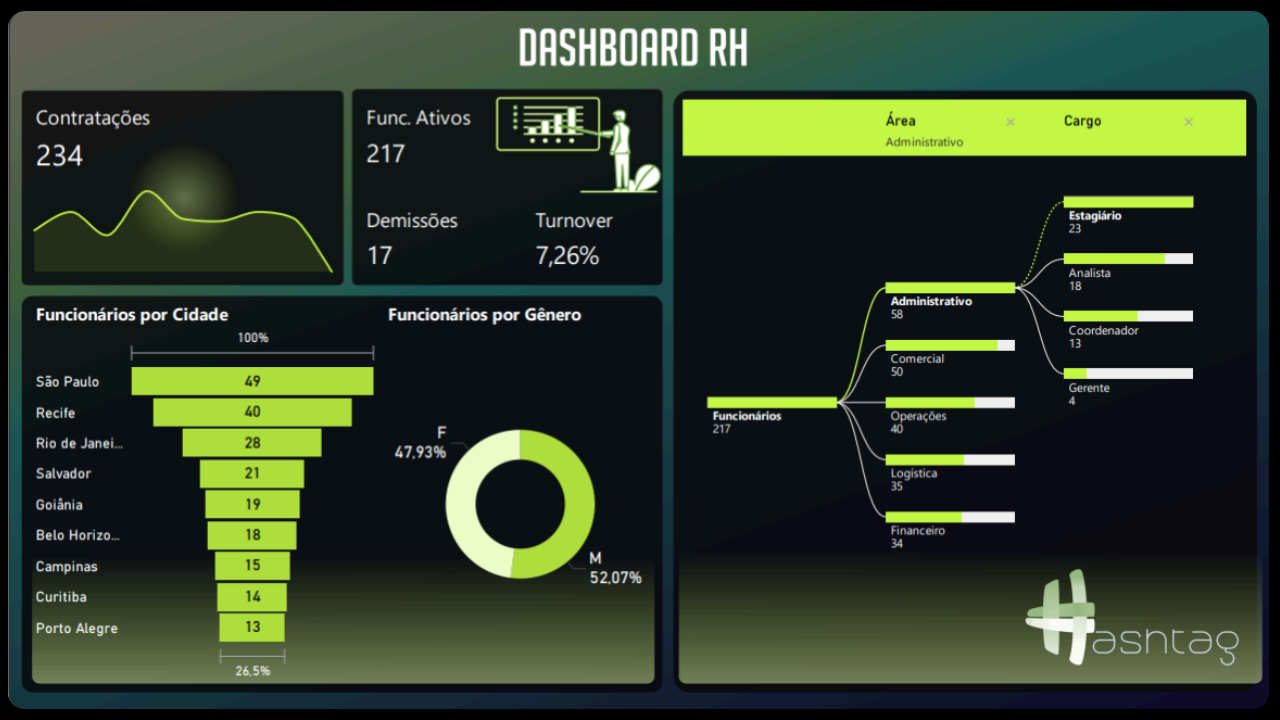 DASHBOARD RH
Contratações
234
Func. Ativos
217
Demissões
17
Turnover
7,26%
Funcionários por Cidade
100%
São Paulo 49
Recife 40
Rio de Janei... 28
Salvador 21
Goiânia 19
Belo Horizo... 18
Campinas 15
Curitiba 14
Porto Alegre 13
26,5%
Funcionários por Gênero
F
47,93%
M
52,07%
Área
Administrativo
Cargo
Funcionários
217
Administrativo
58
Comercial
50
Operações
40
Logística
35
Financeiro
34
Estagiário
23
Analista
18
Coordenador
13
Gerente
4
Hashtag